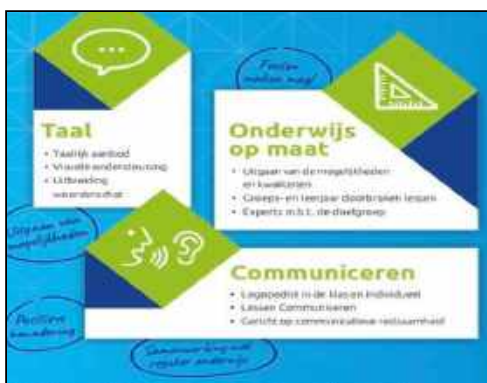 Fouten
maken mag!
Taal
• Taalrijk aanbod
• Visuele ondersteuning
• Uitbreiding
woordenschat
Onderwijs
op maat
• Uitgaan van de mogelijkheden
en kwaliteiten
• Groeps- en leerjaar doorbroken lessen
• Experts m.b.t. de doelgroep
Uitgaan van
mogelijkheden
Communiceren
• Logopedist in de klas en individueel
• Lessen Communiceren
• Gericht op communicatieve redzaamheid
Positieve
benadering
Samenwerking met
regulier onderwijs